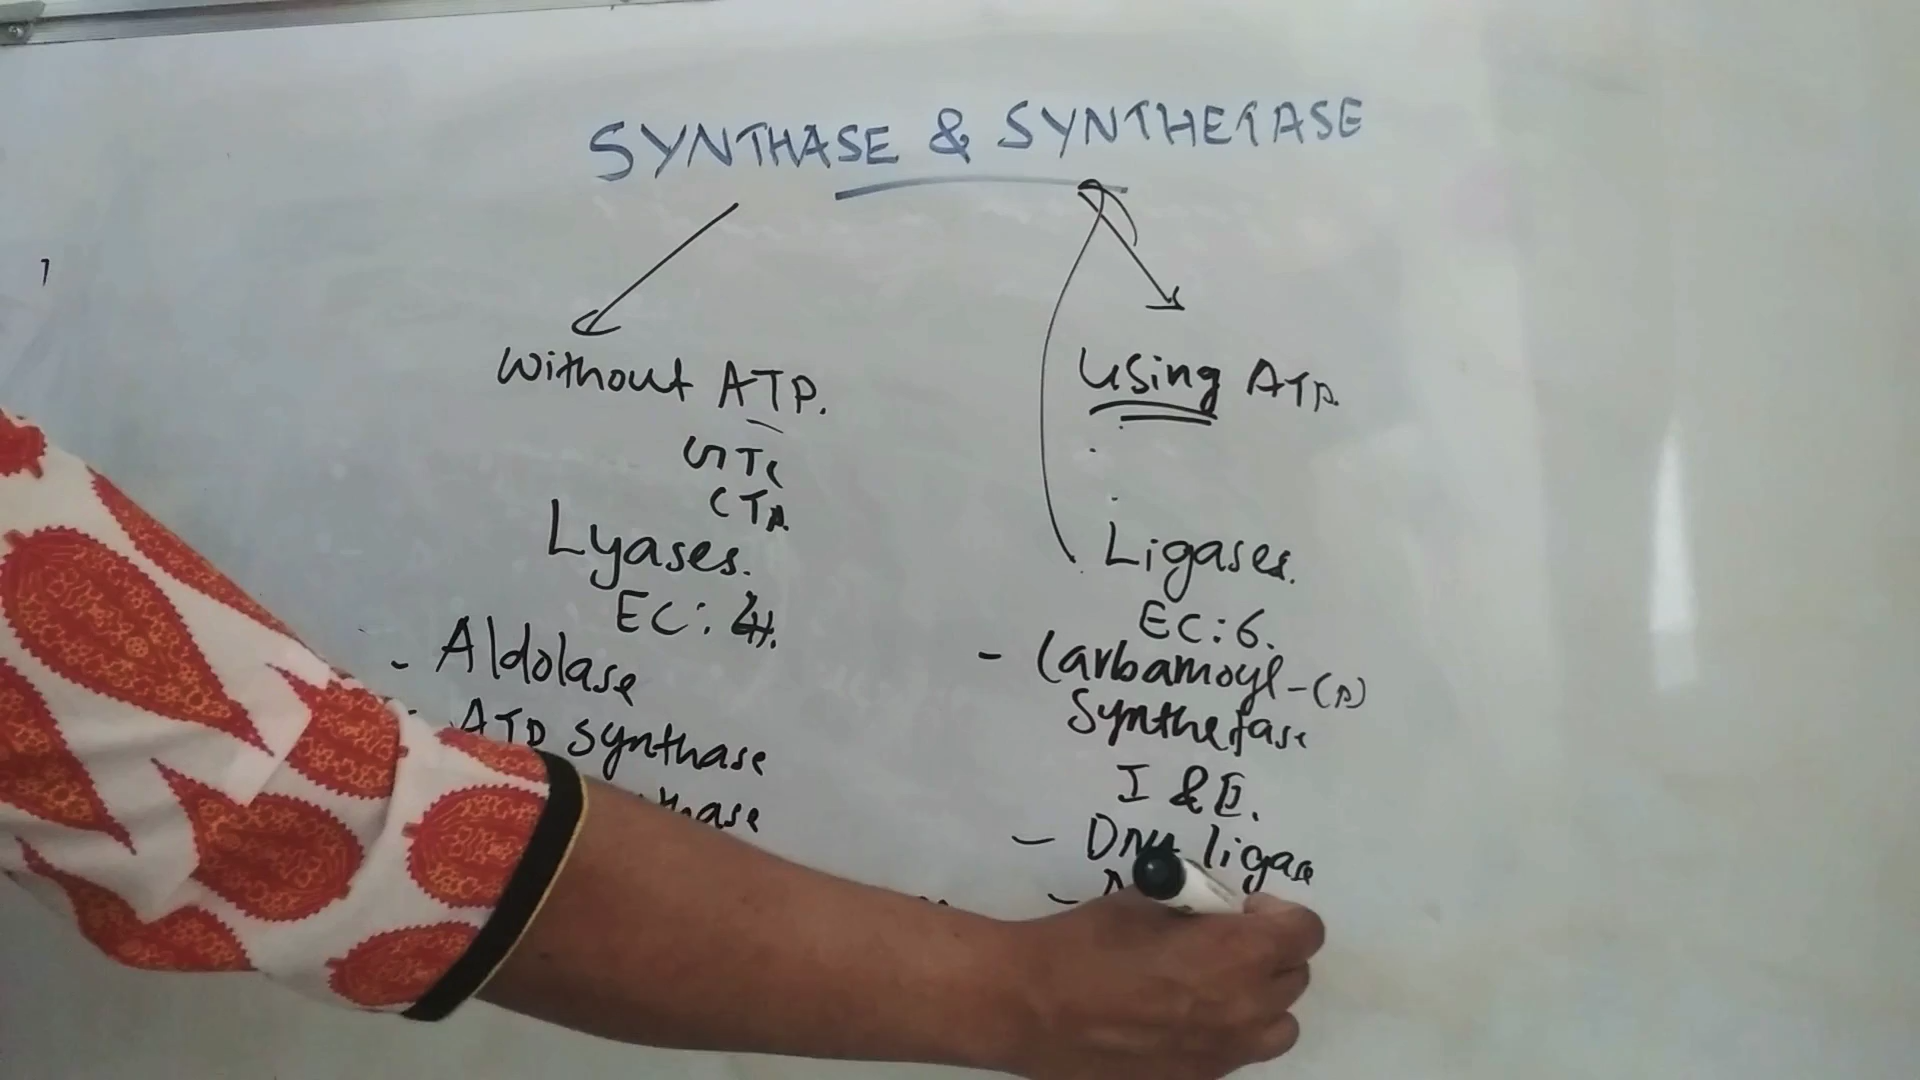 SYNTHASE & SYNTHETASE
Without ATP.
GTP
CTP
Lyases.
EC: 4.
- Aldolase
- ATP synthase
Using ATP.
Ligases.
EC: 6.
- Carbamoyl-(P)
Synthetase
I & II.
- DNA ligase